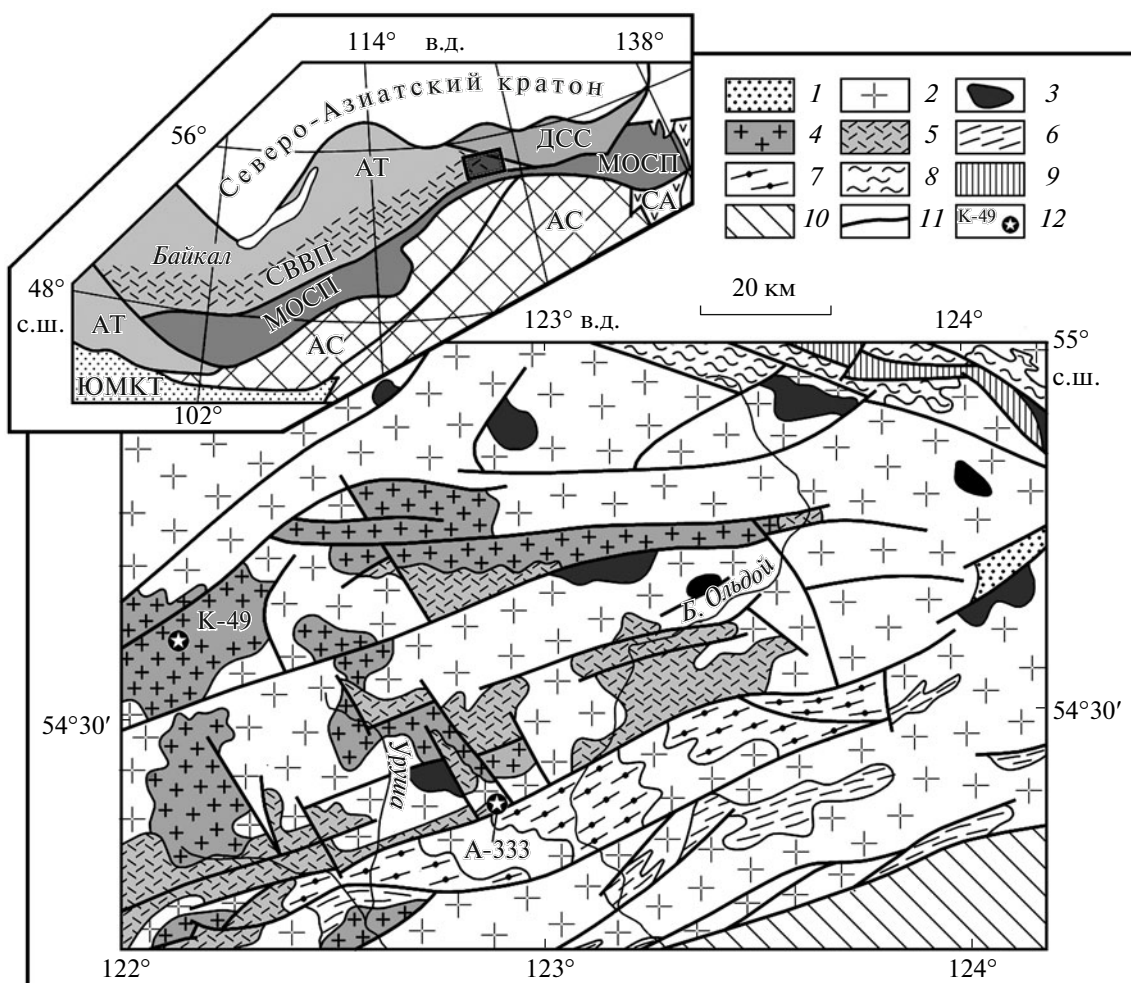 114° в.д. 138°
Северо-Азиатский кратон
56°
АТ
ДСС
МОСП
СА
АС
Байкал
СВВП
МОСП
48°
с.ш.
АТ
АС
ЮМКТ
102°
1 2 3
4 5 6
7 8 9
10 11 К-49 12
20 км
123° в.д. 124°
55°
с.ш.
Б. Ольдой
К-49
54°30′ 54°30′
Уруша
А-333
122° 123° 124°